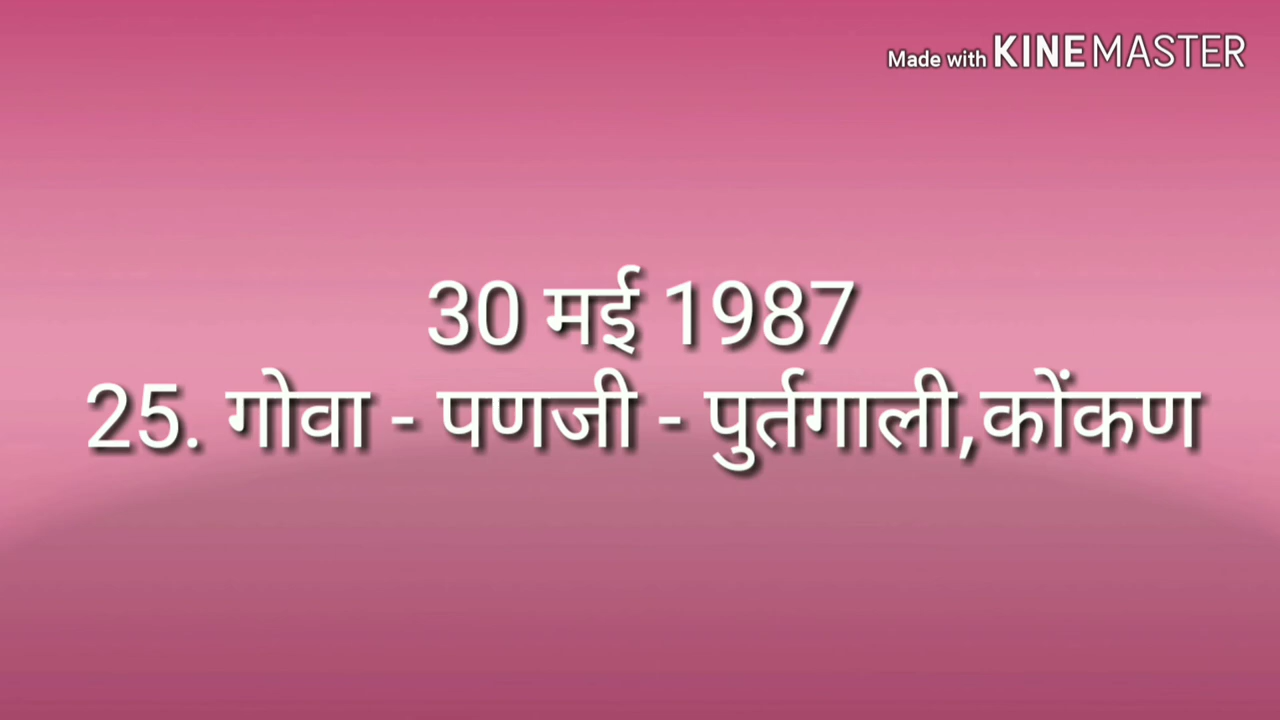 Made with KINEMASTER
30 मई 1987
25. गोवा - पणजी - पुर्तगाली,कोंकण